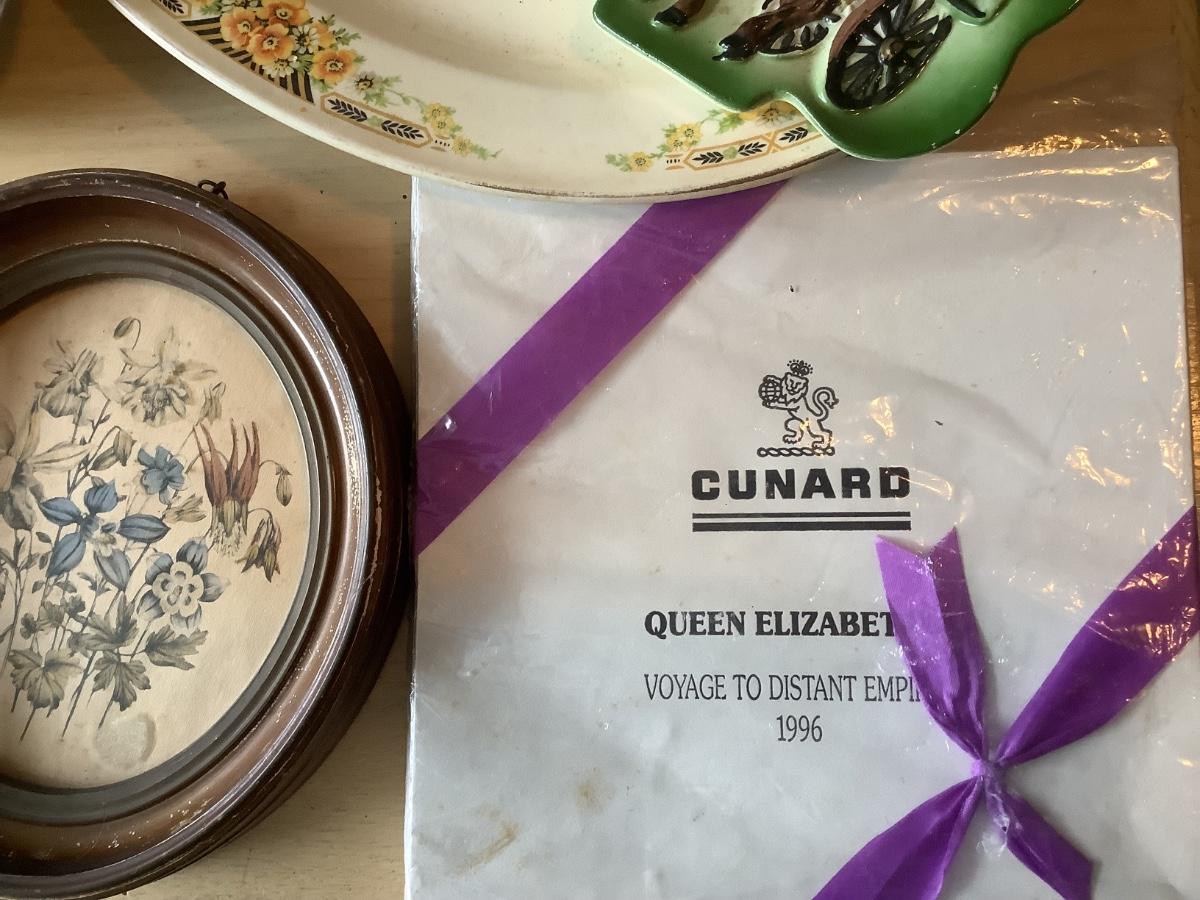 CUNARD
QUEEN ELIZABET
VOYAGE TO DISTANT EMPI
1996